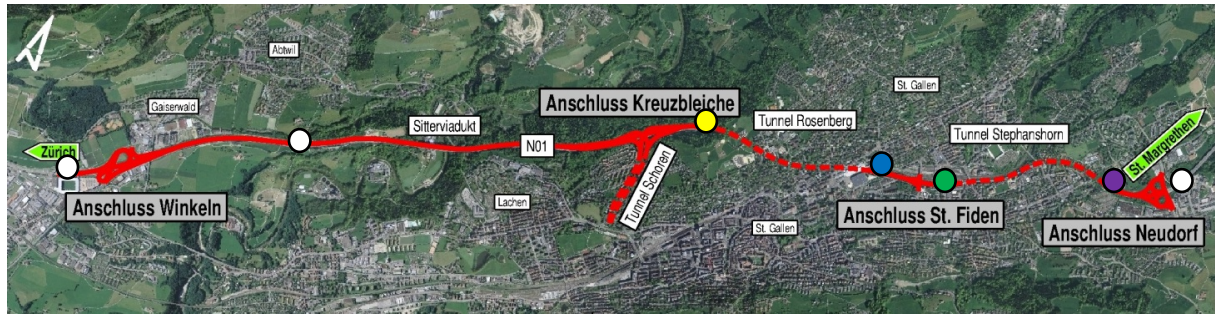 Abtwil
Gaiserwald
Zürich
Anschluss Winkeln
Sitterviadukt
N01
Anschluss Kreuzbleiche
Tunnel Schoren
Lachen
Tunnel Rosenberg
St. Gallen
St. Gallen
Anschluss St. Fiden
Tunnel Stephanshorn
St. Margrethen
Anschluss Neudorf